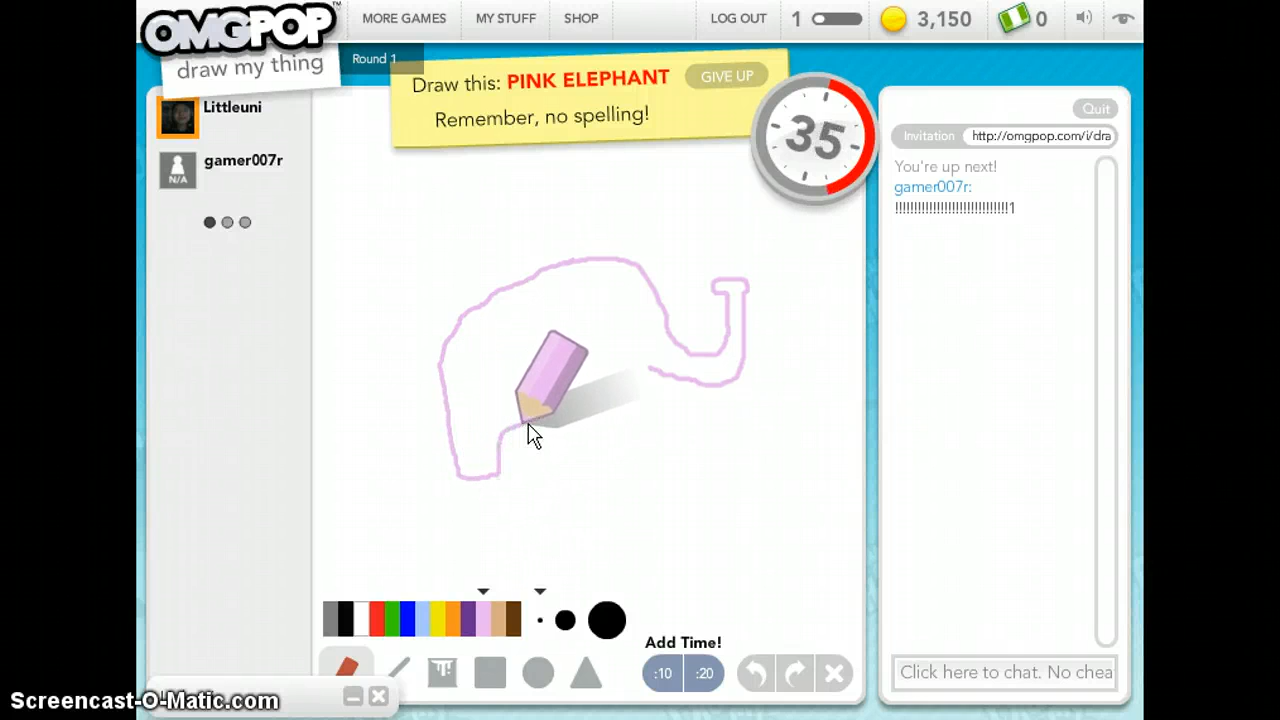 OMGPOP™
draw my thing
MORE GAMES
MY STUFF
SHOP
LOG OUT
1
3,150
0
Round 1
Draw this: PINK ELEPHANT
GIVE UP
Remember, no spelling!
35
Littleuni
gamer007r
N/A
Quit
Invitation
http://omgpop.com/i/dra
You're up next!
gamer007r:
!!!!!!!!!!!!!!!!!!!!!!!!!!!!!!1
Add Time!
:10
:20
Click here to chat. No chea
Screencast-O-Matic.com